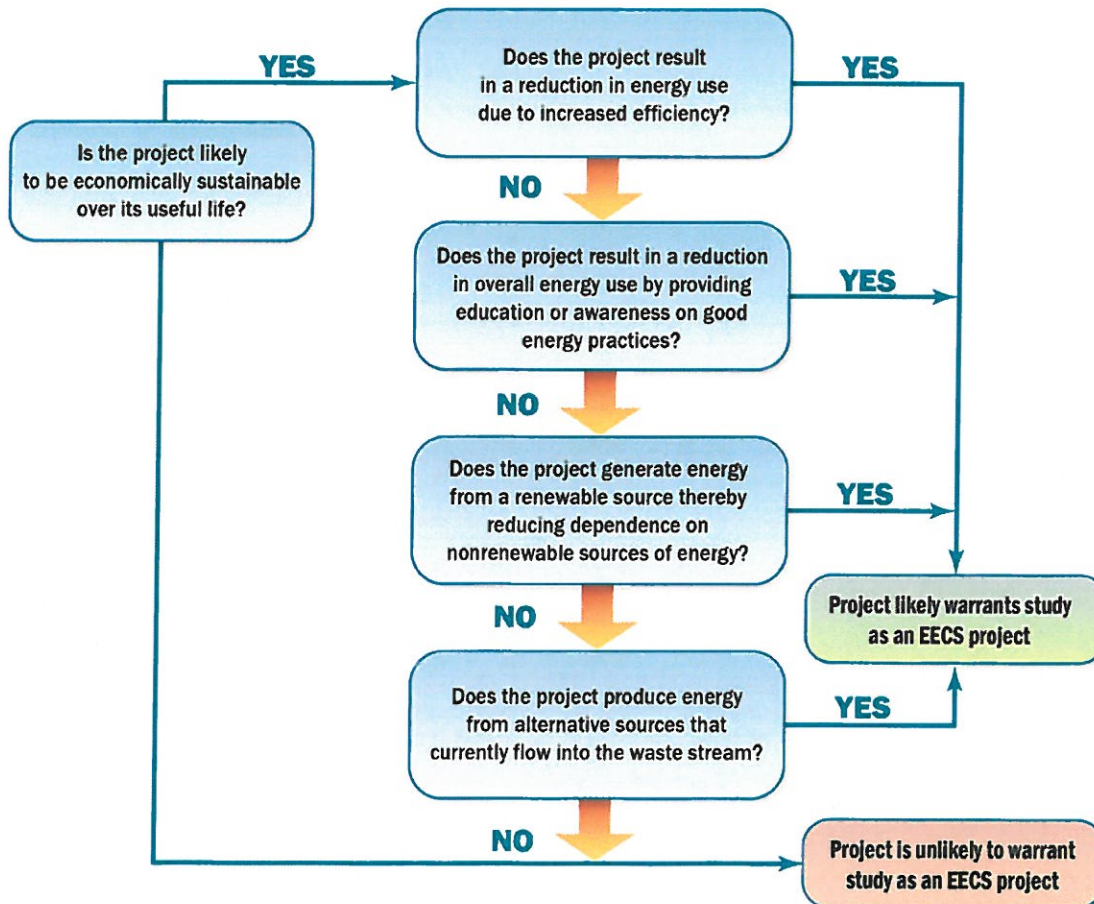 YES
Does the project result
in a reduction in energy use
due to increased efficiency?
YES
Is the project likely
to be economically sustainable
over its useful life?
NO
Does the project result in a reduction
in overall energy use by providing
education or awareness on good
energy practices?
YES
NO
Does the project generate energy
from a renewable source thereby
reducing dependence on
nonrenewable sources of energy?
YES
NO
Project likely warrants study
as an EECS project
Does the project produce energy
from alternative sources that
currently flow into the waste stream?
YES
NO
Project is unlikely to warrant
study as an EECS project